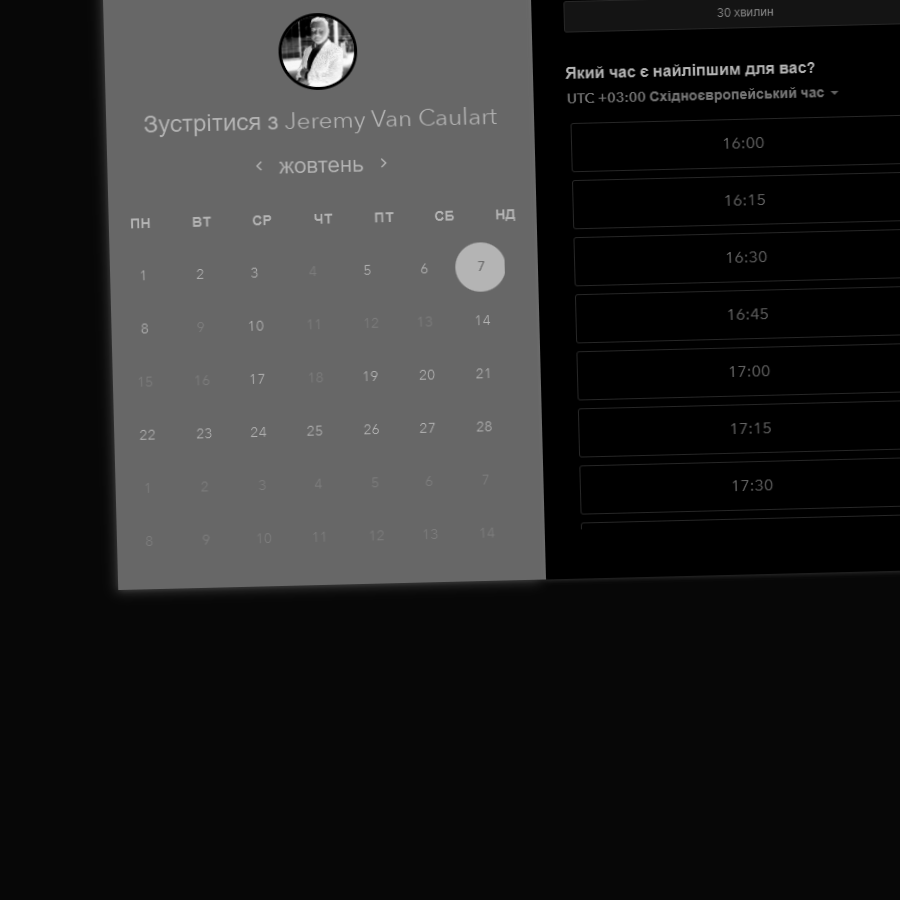 Зустрітися з Jeremy Van Caulart
‹ жовтень ›
ПН ВТ СР ЧТ ПТ СБ НД
1 2 3 4 5 6 7
8 9 10 11 12 13 14
15 16 17 18 19 20 21
22 23 24 25 26 27 28
1 2 3 4 5 6 7
8 9 10 11 12 13 14
30 хвилин
Який час є найліпшим для вас?
UTC +03:00 Східноєвропейський час
16:00
16:15
16:30
16:45
17:00
17:15
17:30